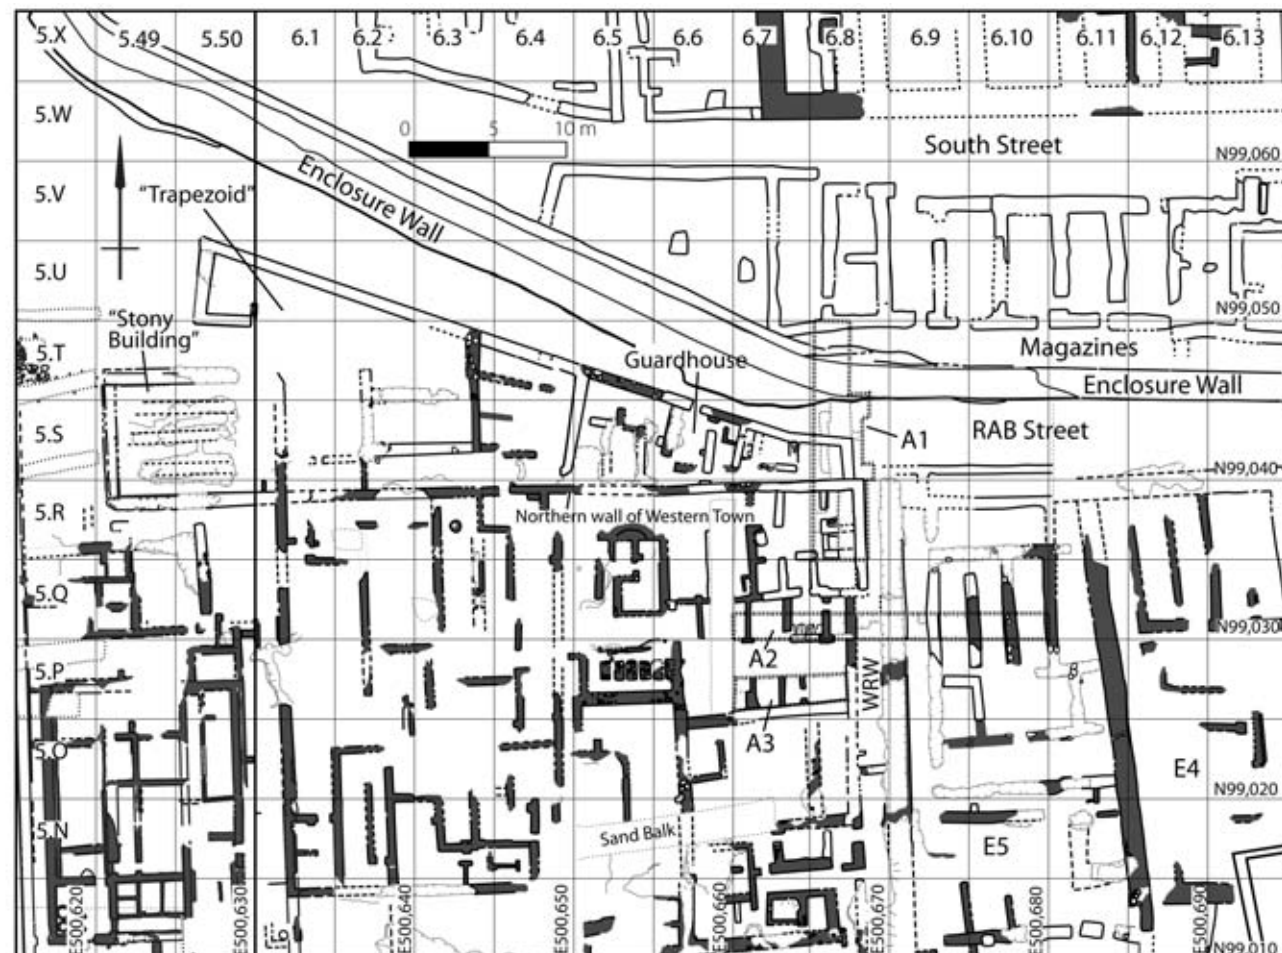 5.X 5.49 5.50 6.1 6.2 6.3 6.4 6.5 6.6 6.7 6.8 6.9 6.10 6.11 6.12 6.13
5.W
0 5 10 m
South Street
N99,060
Enclosure Wall
"Trapezoid"
5.V
5.U
N99,050
"Stony
Building"
5.T
Guardhouse
Magazines
Enclosure Wall
5.S
A1
RAB Street
N99,040
5.R
Northern wall of Western Town
5.Q
N99,030
A2
5.P
WRW
A3
5.O
E4
N99,020
5.N
Sand Balk
E5
E500,620
E500,630
E500,640
E500,650
E500,660
E500,670
E500,680
E500,690
N99,010